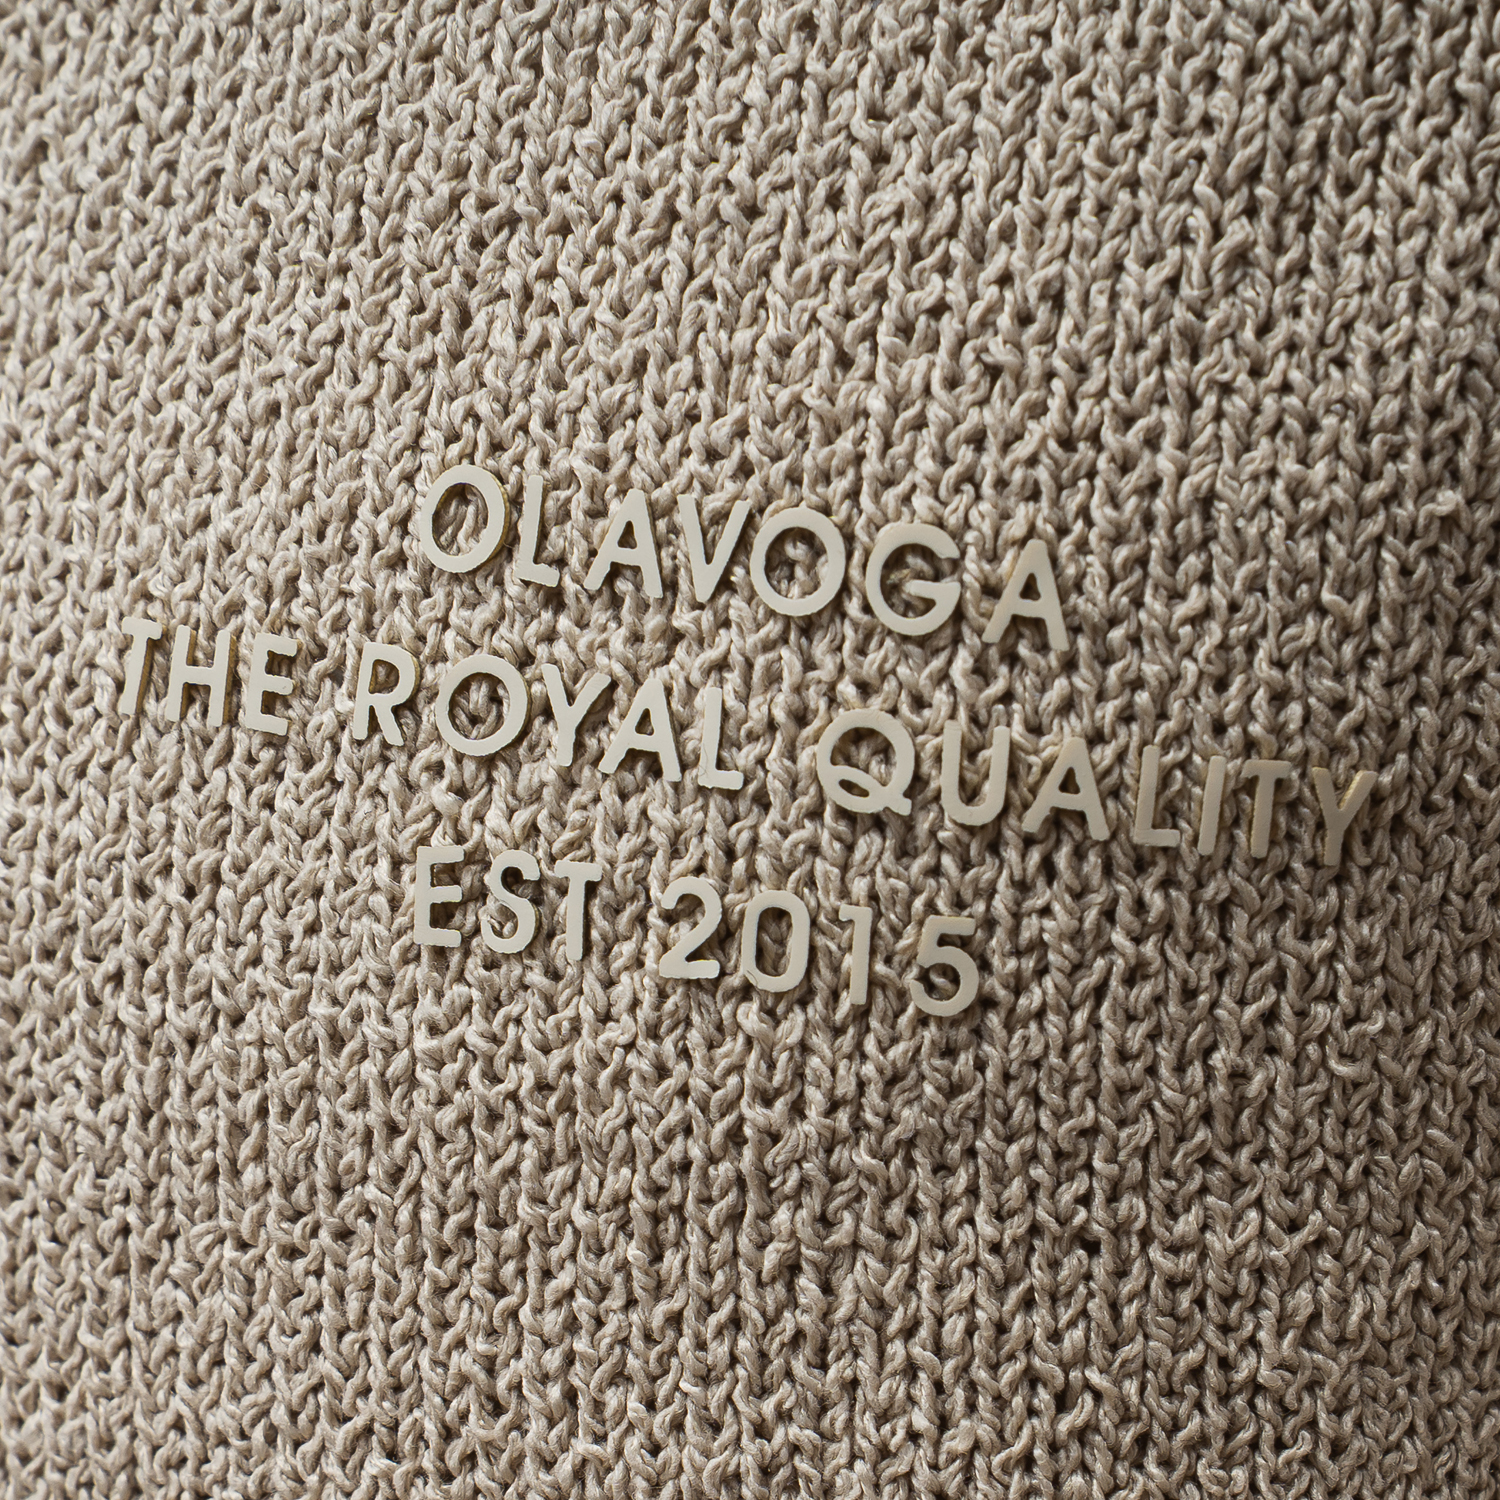 OLAVOGA
THE ROYAL QUALITY
EST 2015